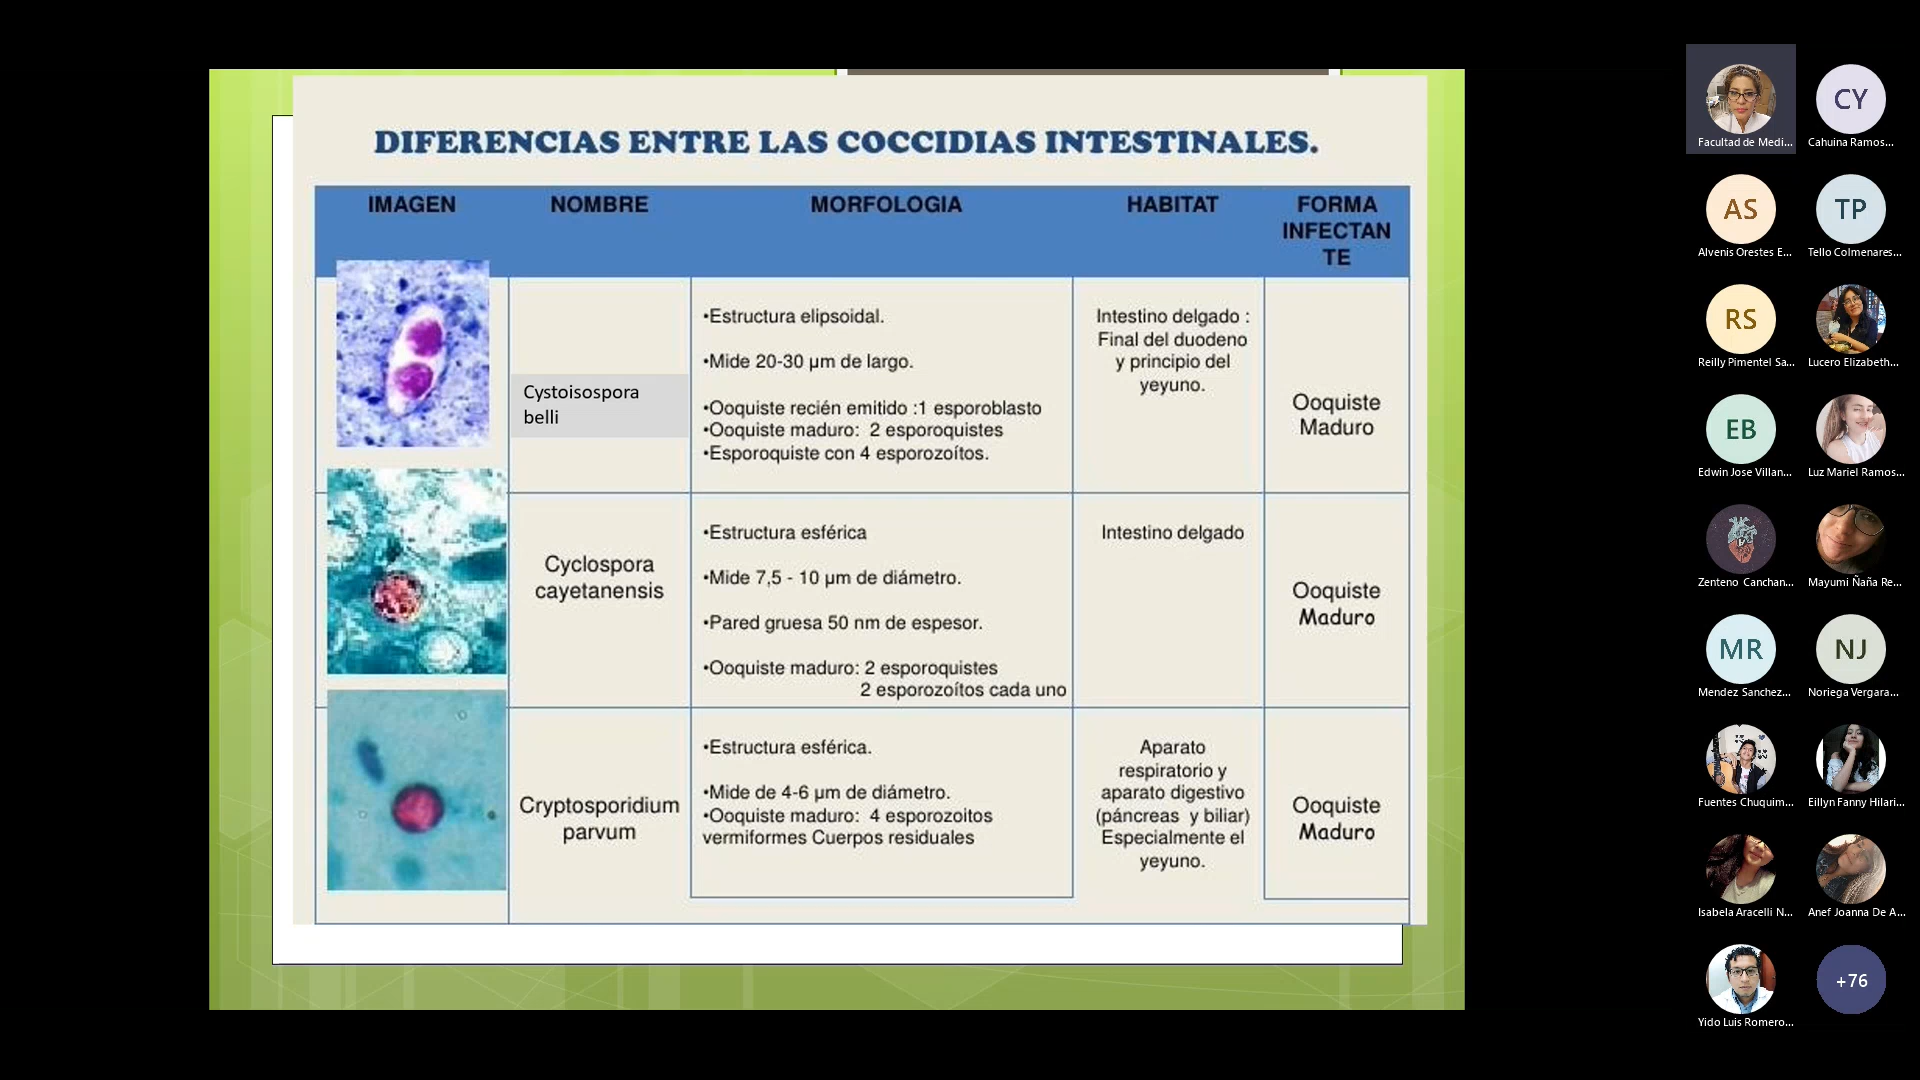 DIFERENCIAS ENTRE LAS COCCIDIAS INTESTINALES.
IMAGEN
NOMBRE
MORFOLOGIA
HABITAT
FORMA
INFECTAN
TE
Cystoisospora
belli
•Estructura elipsoidal.
•Mide 20-30 µm de largo.
•Ooquiste recién emitido :1 esporoblasto
•Ooquiste maduro: 2 esporoquistes
•Esporoquiste con 4 esporozoítos.
Intestino delgado :
Final del duodeno
y principio del
yeyuno.
Ooquiste
Maduro
Cyclospora
cayetanensis
•Estructura esférica
•Mide 7,5 - 10 µm de diámetro.
•Pared gruesa 50 nm de espesor.
•Ooquiste maduro: 2 esporoquistes
2 esporozoítos cada uno
Intestino delgado
Ooquiste
Maduro
Cryptosporidium
parvum
•Estructura esférica.
•Mide de 4-6 µm de diámetro.
•Ooquiste maduro: 4 esporozoitos
vermiformes Cuerpos residuales
Aparato
respiratorio y
aparato digestivo
(páncreas y biliar)
Especialmente el
yeyuno.
Ooquiste
Maduro
Facultad de Medi...
CY
Cahuina Ramos...
AS
Alvenis Orestes E...
TP
Tello Colmenares...
RS
Reilly Pimentel Sa...
Lucero Elizabeth...
EB
Edwin Jose Villan...
Luz Mariel Ramos...
Zenteno Canchan...
Mayumi Ñaña Re...
MR
Mendez Sanchez...
NJ
Noriega Vergara...
Fuentes Chuquim...
Eillyn Fanny Hilari...
Isabela Aracelli N...
Anef Joanna De A...
Yido Luis Romero...
+76